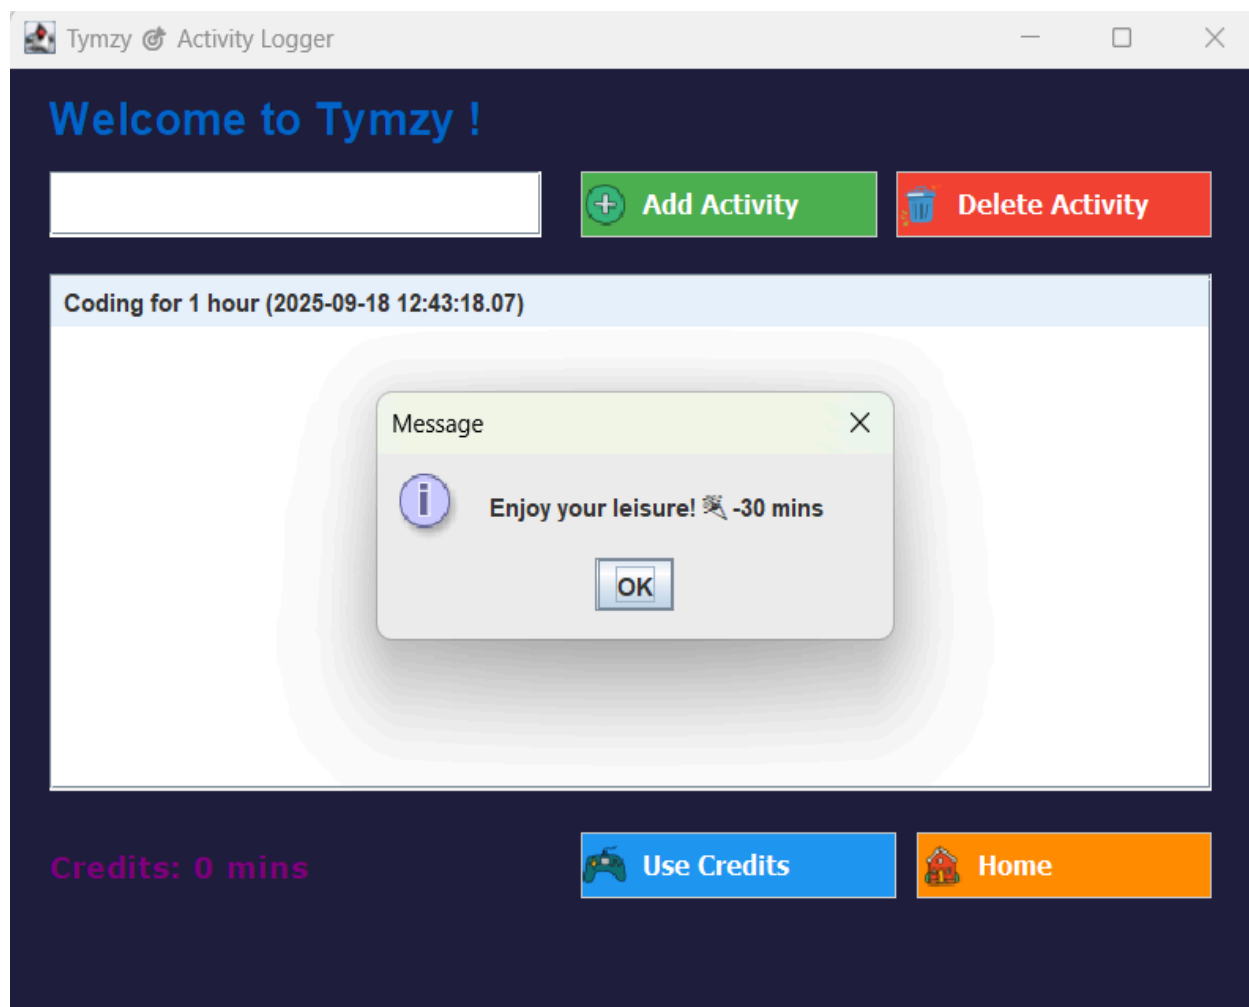 Tymzy 🎯 Activity Logger
Welcome to Tymzy !
Add Activity
Delete Activity
Coding for 1 hour (2025-09-18 12:43:18.07)
Message
Enjoy your leisure! 🎉 -30 mins
OK
Credits: 0 mins
Use Credits
Home